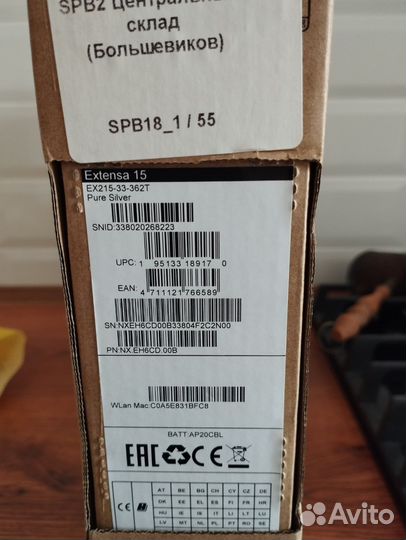 SPB2 Центральный
склад
(Большевиков)
SPB18_1 / 55
Extensa 15
EX215-33-362T
Pure Silver
SNID:338020268223
UPC: 1 95133 18917 0
EAN: 4 711121 766589
SN:NXEH6CD00B33804F2C2N00
PN:NX.EH6CD.00B
WLan Mac:C0A5E831BFC8
BATT:AP20CBL
EAC CE
CE AT BE BG CH CY CZ DE
DK EE EL ES FI FR HR
HU IE IS IT LI LT LU
LV MT NL PL PT RO SE
Avito